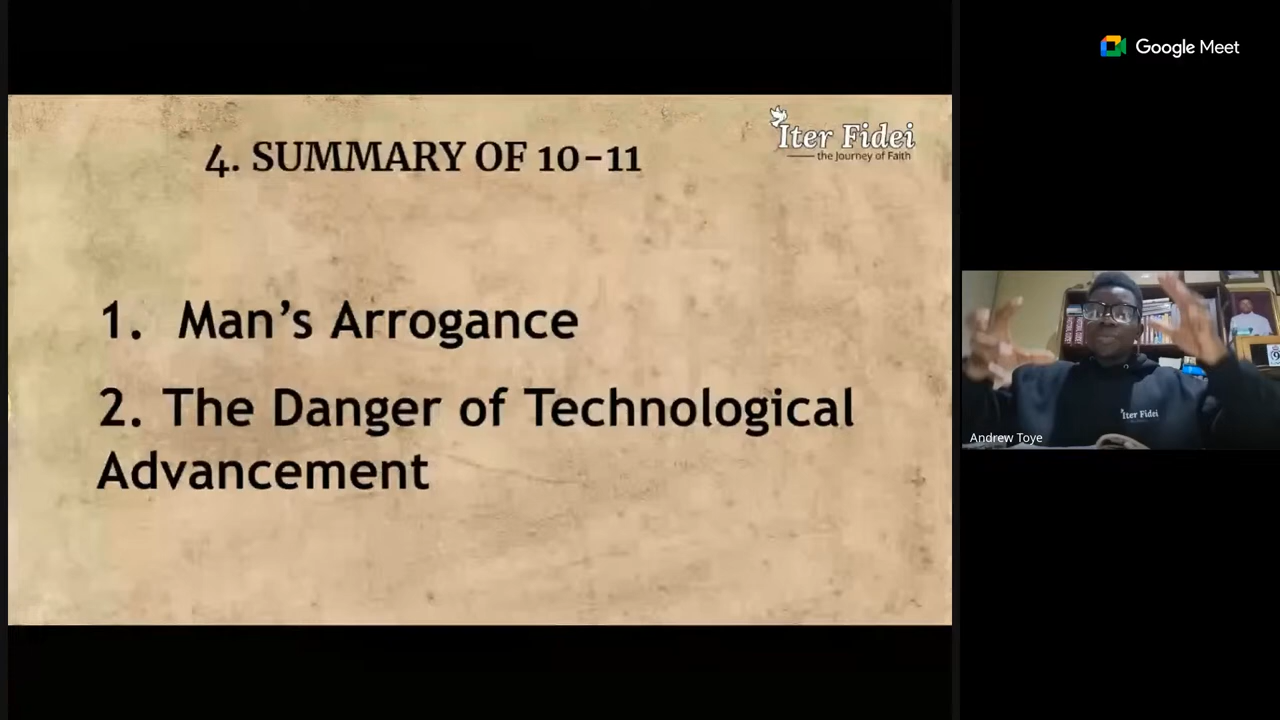 Google Meet
4. SUMMARY OF 10-11
Iter Fidei
the Journey of Faith
1. Man's Arrogance
2. The Danger of Technological
Advancement
Iter Fidei
Andrew Toye